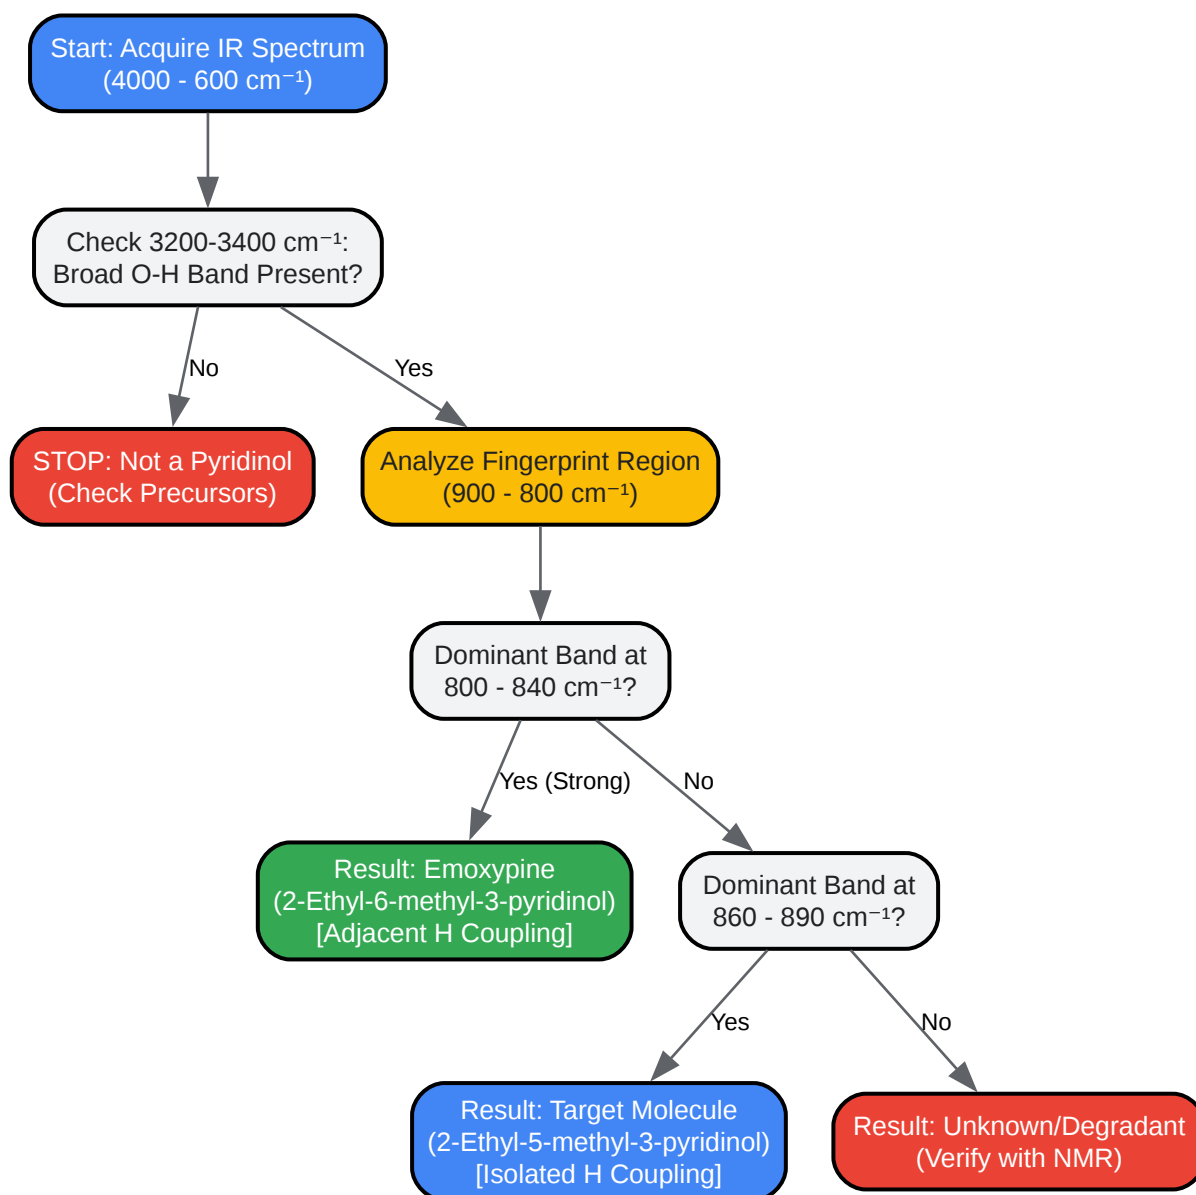 Start: Acquire IR Spectrum
(4000 - 600 cm⁻¹)
Check 3200-3400 cm⁻¹:
Broad O-H Band Present?
No
Yes
STOP: Not a Pyridinol
(Check Precursors)
Analyze Fingerprint Region
(900 - 800 cm⁻¹)
Dominant Band at
800 - 840 cm⁻¹?
Yes (Strong)
No
Result: Emoxypine
(2-Ethyl-6-methyl-3-pyridinol)
[Adjacent H Coupling]
Dominant Band at
860 - 890 cm⁻¹?
Yes
No
Result: Target Molecule
(2-Ethyl-5-methyl-3-pyridinol)
[Isolated H Coupling]
Result: Unknown/Degradant
(Verify with NMR)